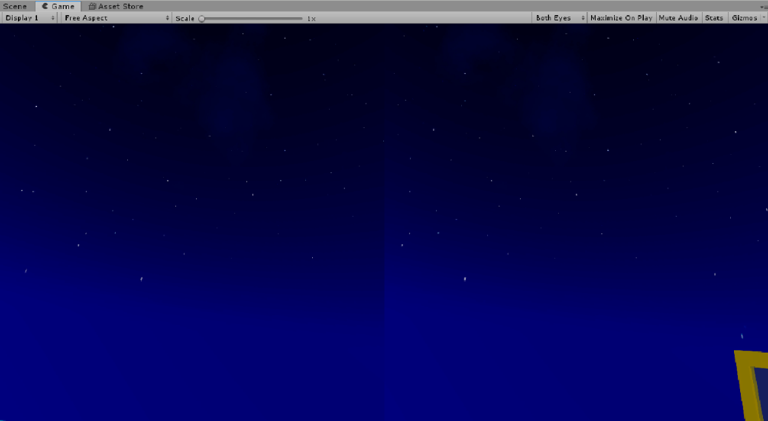 Scene Game Asset Store
Display 1 Free Aspect Scale 1x Both Eyes Maximize On Play Mute Audio Stats Gizmos